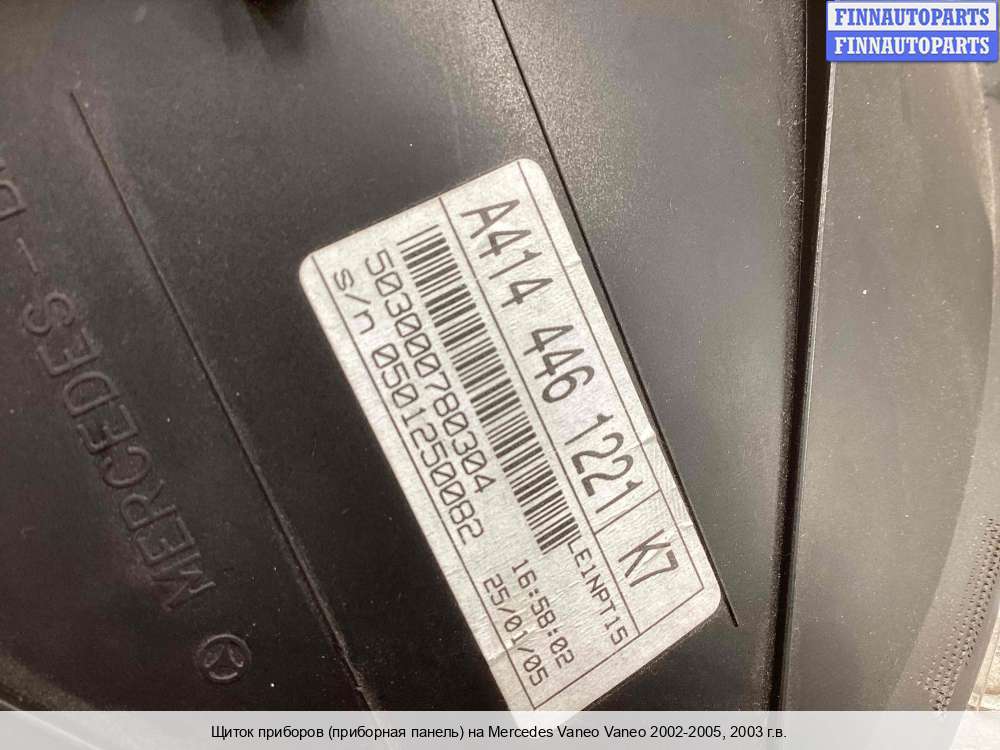 FINNAUTOPARTS
FINNAUTOPARTS
A414 446 1221 K7
LE1NPT15
503000780304
16:58:02
s/n 0501250082
25/01/05
MERCEDES-
Щиток приборов (приборная панель) на Mercedes Vaneo Vaneo 2002-2005, 2003 г.в.